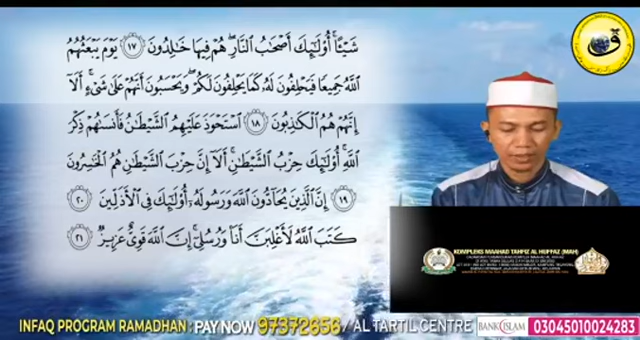 شَيْـًٔا ۚ أُو۟لَـٰٓئِكَ أَصْحَـٰبُ ٱلنَّارِ ۖ هُمْ فِيهَا خَـٰلِدُونَ ١٧ يَوْمَ يَبْعَثُهُمُ
ٱللَّهُ جَمِيعًا فَيَحْلِفُونَ لَهُۥ كَمَا يَحْلِفُونَ لَكُمْ ۖ وَيَحْسَبُونَ أَنَّهُمْ عَلَىٰ شَىْءٍ ۚ أَلَآ
إِنَّهُمْ هُمُ ٱلْكَـٰذِبُونَ ١٨ ٱسْتَحْوَذَ عَلَيْهِمُ ٱلشَّيْطَـٰنُ فَأَنسَىٰهُمْ ذِكْرَ
ٱللَّهِ ۚ أُو۟لَـٰٓئِكَ حِزْبُ ٱلشَّيْطَـٰنِ ۚ أَلَآ إِنَّ حِزْبَ ٱلشَّيْطَـٰنِ هُمُ ٱلْخَـٰسِرُونَ
١٩ إِنَّ ٱلَّذِينَ يُحَآدُّونَ ٱللَّهَ وَرَسُولَهُۥٓ أُو۟لَـٰٓئِكَ فِى ٱلْأَذَلِّينَ ٢٠
كَتَبَ ٱللَّهُ لَأَغْلِبَنَّ أَنَا۠ وَرُسُلِىٓ ۚ إِنَّ ٱللَّهَ قَوِىٌّ عَزِيزٌ ٢١
KOMPLEKS MAAHAD TAHFIZ AL HUFFAZ (IMAH)
INFAQ PROGRAM RAMADHAN : PAY NOW 97372656 / AL TARTIL CENTRE BANK ISLAM 03045010024283